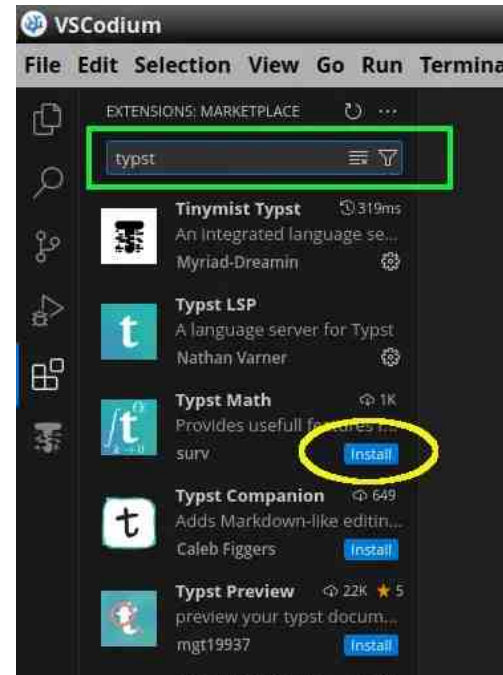 VSCodium
File Edit Selection View Go Run Termina
EXTENSIONS: MARKETPLACE
typst
Tinymist Typst 319ms
An integrated language se...
Myriad-Dreamin
t
Typst LSP
A language server for Typst
Nathan Varner
Typst Math 1K
Provides usefull features f...
surv Install
t
Typst Companion 649
Adds Markdown-like editin...
Caleb Figgers Install
Typst Preview 22K 5
preview your typst docum...
mgt19937 Install